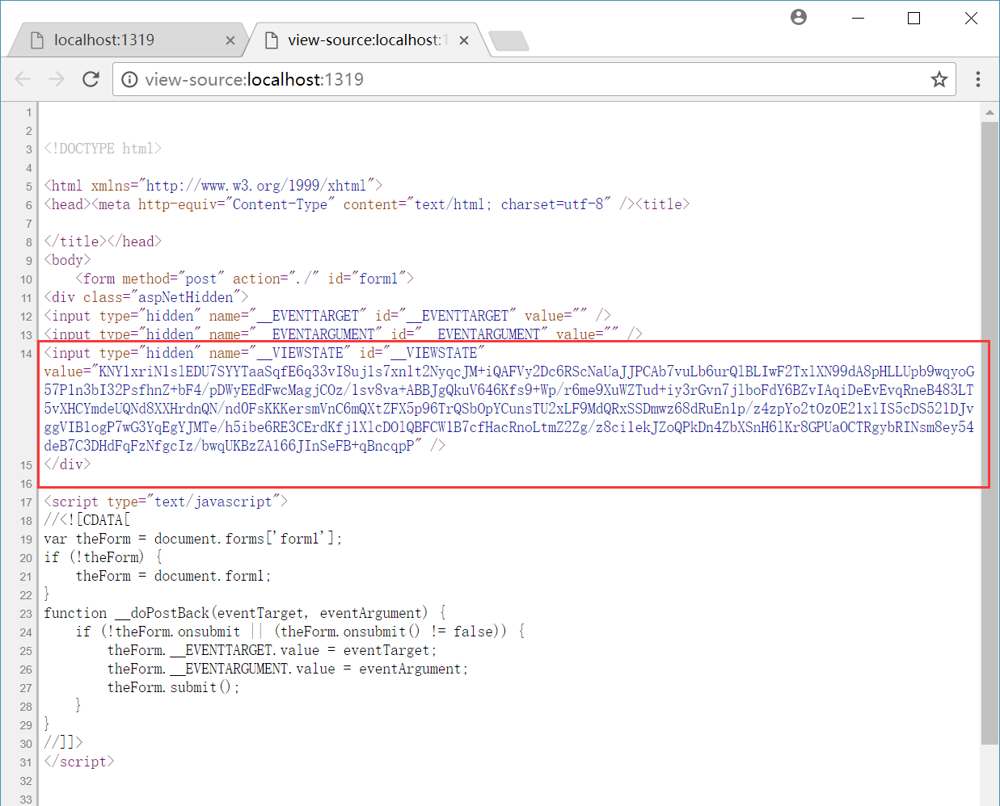 localhost:1319
view-source:localhost:1
view-source:localhost:1319
1
2
3 <!DOCTYPE html>
4
5 <html xmlns="http://www.w3.org/1999/xhtml">
6 <head><meta http-equiv="Content-Type" content="text/html; charset=utf-8" /><title>
7
8 </title></head>
9 <body>
10     <form method="post" action="./" id="form1">
11 <div class="aspNetHidden">
12 <input type="hidden" name="__EVENTTARGET" id="__EVENTTARGET" value="" />
13 <input type="hidden" name="__EVENTARGUMENT" id="__EVENTARGUMENT" value="" />
14 <input type="hidden" name="__VIEWSTATE" id="__VIEWSTATE"
value="KNY1xriN1slEDU7SYYTaaSqfE6q33vI8ujls7xnlt2NyqcJM+iQAFVy2Dc6RScNaUaJJPCAb7vuLb6urQlBLIwF2TxlXN99dA8pHLLUpb9wqyoG
57P1n3bI32PsfhnZ+bF4/pDWyEEdFwcMagjCOz/1sv8va+ABBJgQkuV646Kfs9+Wp/r6me9XuWZTud+iy3rGvn7jlboFdY6BZvIAqiDeEvEvqRneB483LT
5vXHCYmdeUQNd8XXHrdnQN/nd0FsKKKersmVnC6mQXtZFX5p96TrQSbOpYCunsTU2xLF9MdQRxSSDmwz68dRuEnlp/z4zpYo2tOzOE21xlIS5cDS521DJv
ggVIB1ogP7wG3YqEgYJMTe/h5ibe6RE3CErdKfj1XlcDOlQBFCW1B7cfHacRnoLtmZ2Zg/z8cilekJZoQPkDn4ZbXSnH61Kr8GPUaOCTRgybRINsm8ey54
deB7C3DHdFqFzNfgcIz/bwqUKBzZAl66JInSeFB+qBncqpP" />
15 </div>
16
17 <script type="text/javascript">
18 //<![CDATA[
19 var theForm = document.forms['form1'];
20 if (!theForm) {
21     theForm = document.form1;
22 }
23 function __doPostBack(eventTarget, eventArgument) {
24     if (!theForm.onsubmit || (theForm.onsubmit() != false)) {
25         theForm.__EVENTTARGET.value = eventTarget;
26         theForm.__EVENTARGUMENT.value = eventArgument;
27         theForm.submit();
28     }
29 }
30 //]]>
31 </script>
32
33